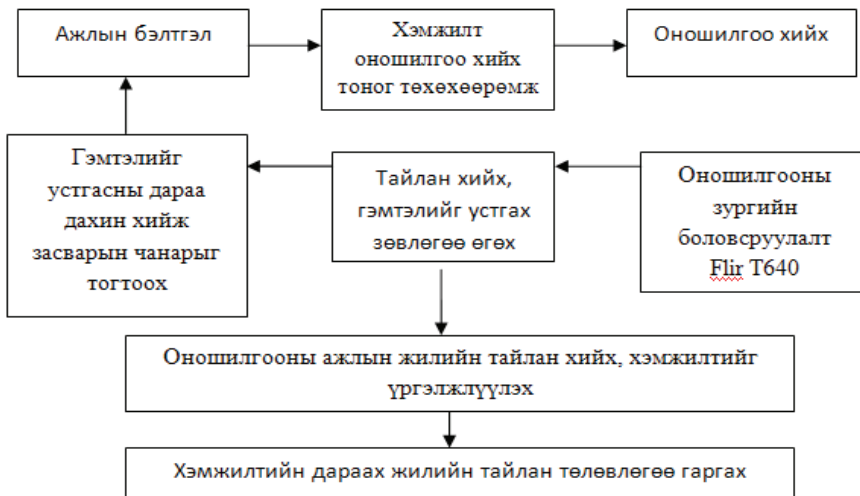 Ажлын бэлтгэл
Хэмжилт
оношилгоо хийх
тоног төхөхөөрөмж
Оношилгоо хийх
Гэмтэлийг
устгасны дараа
дахин хийж
засварын чанарыг
тогтоох
Тайлан хийх,
гэмтэлийг устгах
зөвлөгөө өгөх
Оношилгооны
зургийн
боловсруулалт
Flir T640
Оношилгооны ажлын жилийн тайлан хийх, хэмжилтийг
үргэлжлүүлэх
Хэмжилтийн дараах жилийн тайлан төлөвлөгөө гаргах